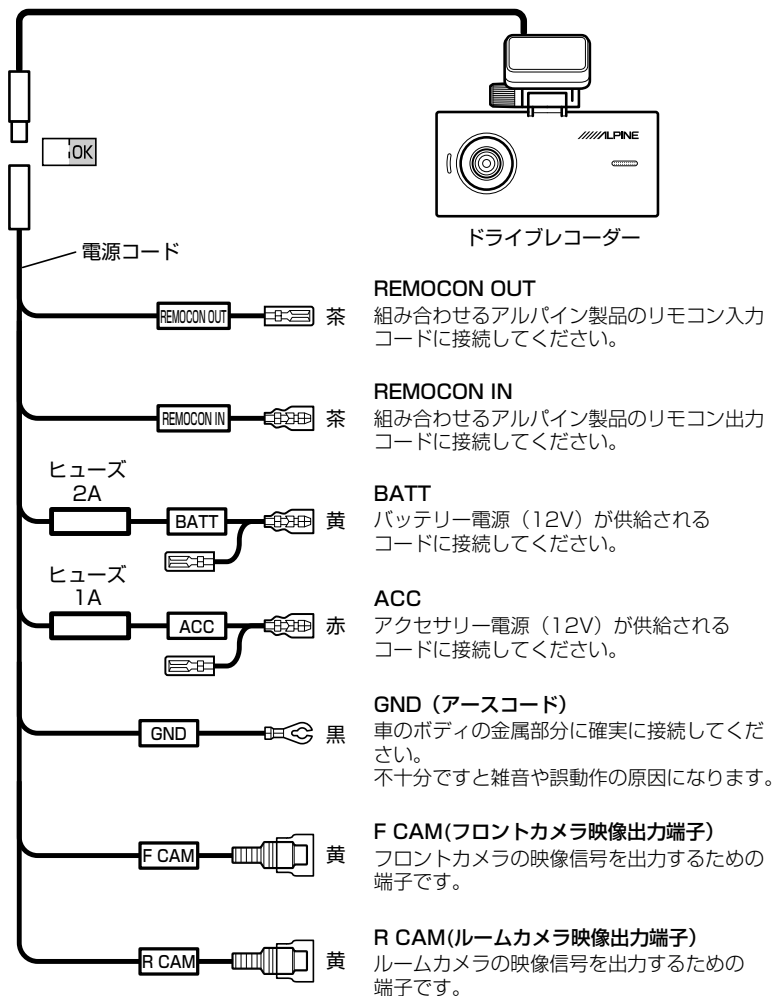 OK
ALPINE
ドライブレコーダー
電源コード
REMOCON OUT
茶
REMOCON OUT
組み合わせるアルパイン製品のリモコン入力
コードに接続してください。
REMOCON IN
茶
REMOCON IN
組み合わせるアルパイン製品のリモコン出力
コードに接続してください。
ヒューズ
2A
BATT
黄
BATT
バッテリー電源（12V）が供給される
コードに接続してください。
ヒューズ
1A
ACC
赤
ACC
アクセサリー電源（12V）が供給される
コードに接続してください。
GND
黒
GND（アースコード）
車のボディの金属部分に確実に接続してくだ
さい。
不十分ですと雑音や誤動作の原因になります。
F CAM
黄
F CAM(フロントカメラ映像出力端子）
フロントカメラの映像信号を出力するための
端子です。
R CAM
黄
R CAM(ルームカメラ映像出力端子）
ルームカメラの映像信号を出力するための
端子です。